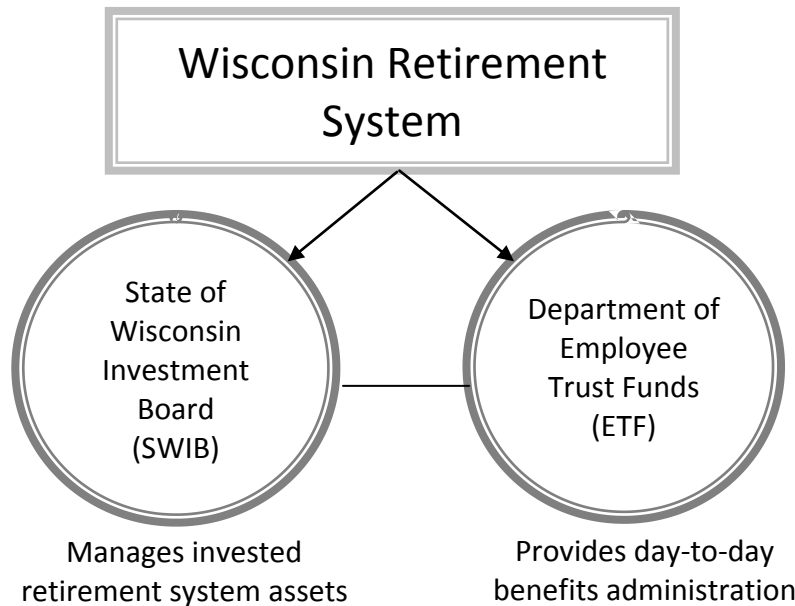 Wisconsin Retirement
System
State of
Wisconsin
Investment
Board
(SWIB)
Manages invested
retirement system assets
Department of
Employee
Trust Funds
(ETF)
Provides day-to-day
benefits administration